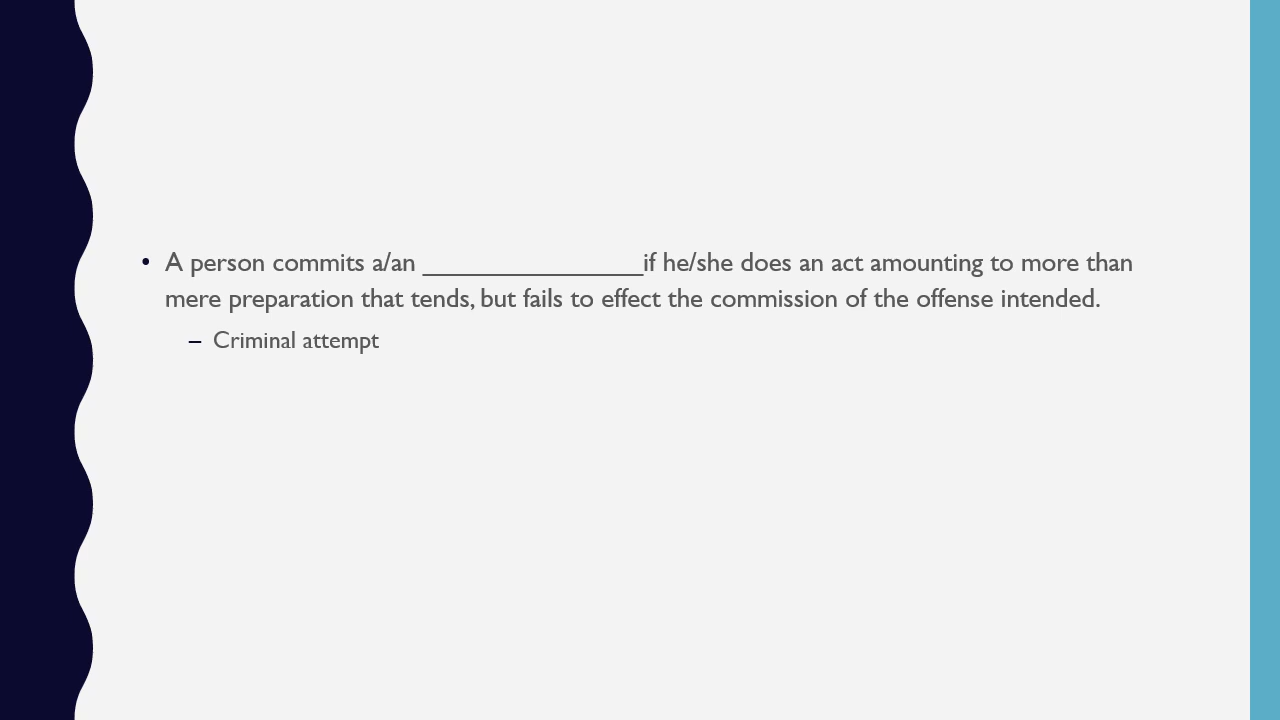 • A person commits a/an ________________if he/she does an act amounting to more than
mere preparation that tends, but fails to effect the commission of the offense intended.
– Criminal attempt